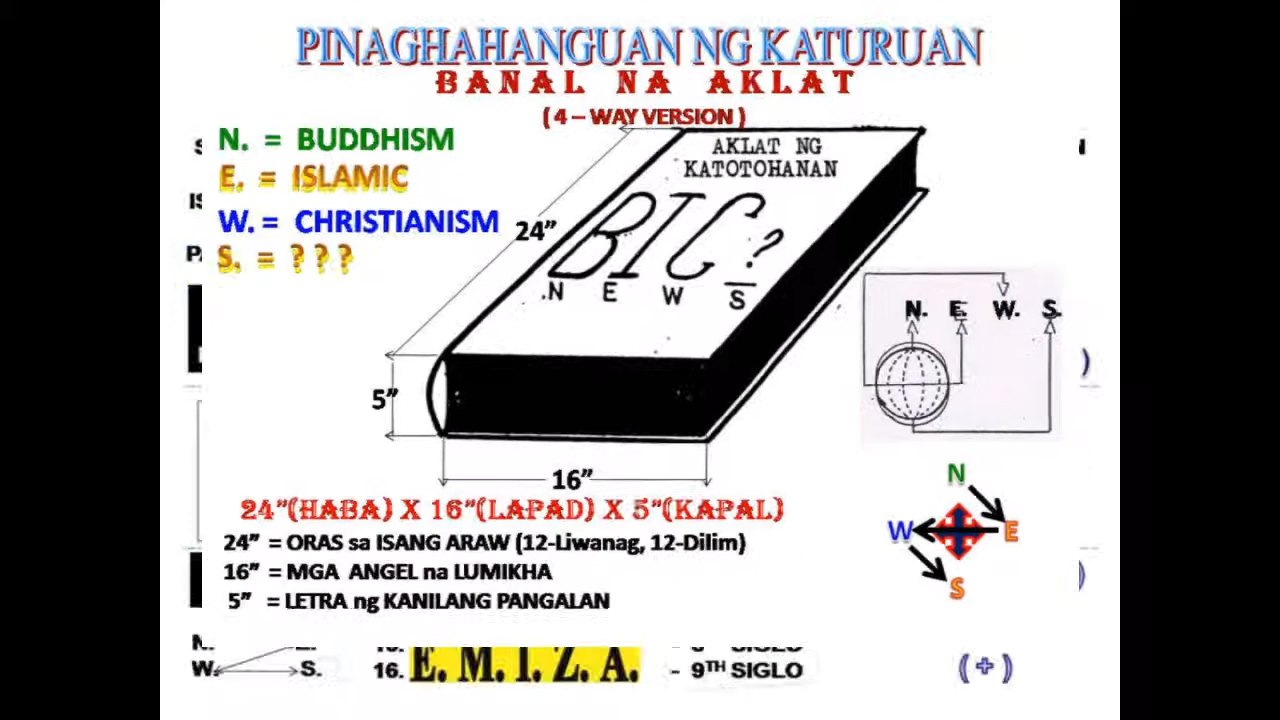 PINAGHAHANGUAN NG KATURUAN
BANAL NA AKLAT
( 4 – WAY VERSION )
N. = BUDDHISM
E. = ISLAMIC
W. = CHRISTIANISM
S. = ? ? ?
AKLAT NG
KATOTOHANAN
BIC?
.N E W S
24”
5”
16”
N. E. W. S.
N
W E
S
24”(HABA) X 16”(LAPAD) X 5”(KAPAL)
24” = ORAS sa ISANG ARAW (12-Liwanag, 12-Dilim)
16” = MGA ANGEL na LUMIKHA
5” = LETRA ng KANILANG PANGALAN
W. S. 16. E. M. I. Z. A. - 9TH SIGLO ( + )